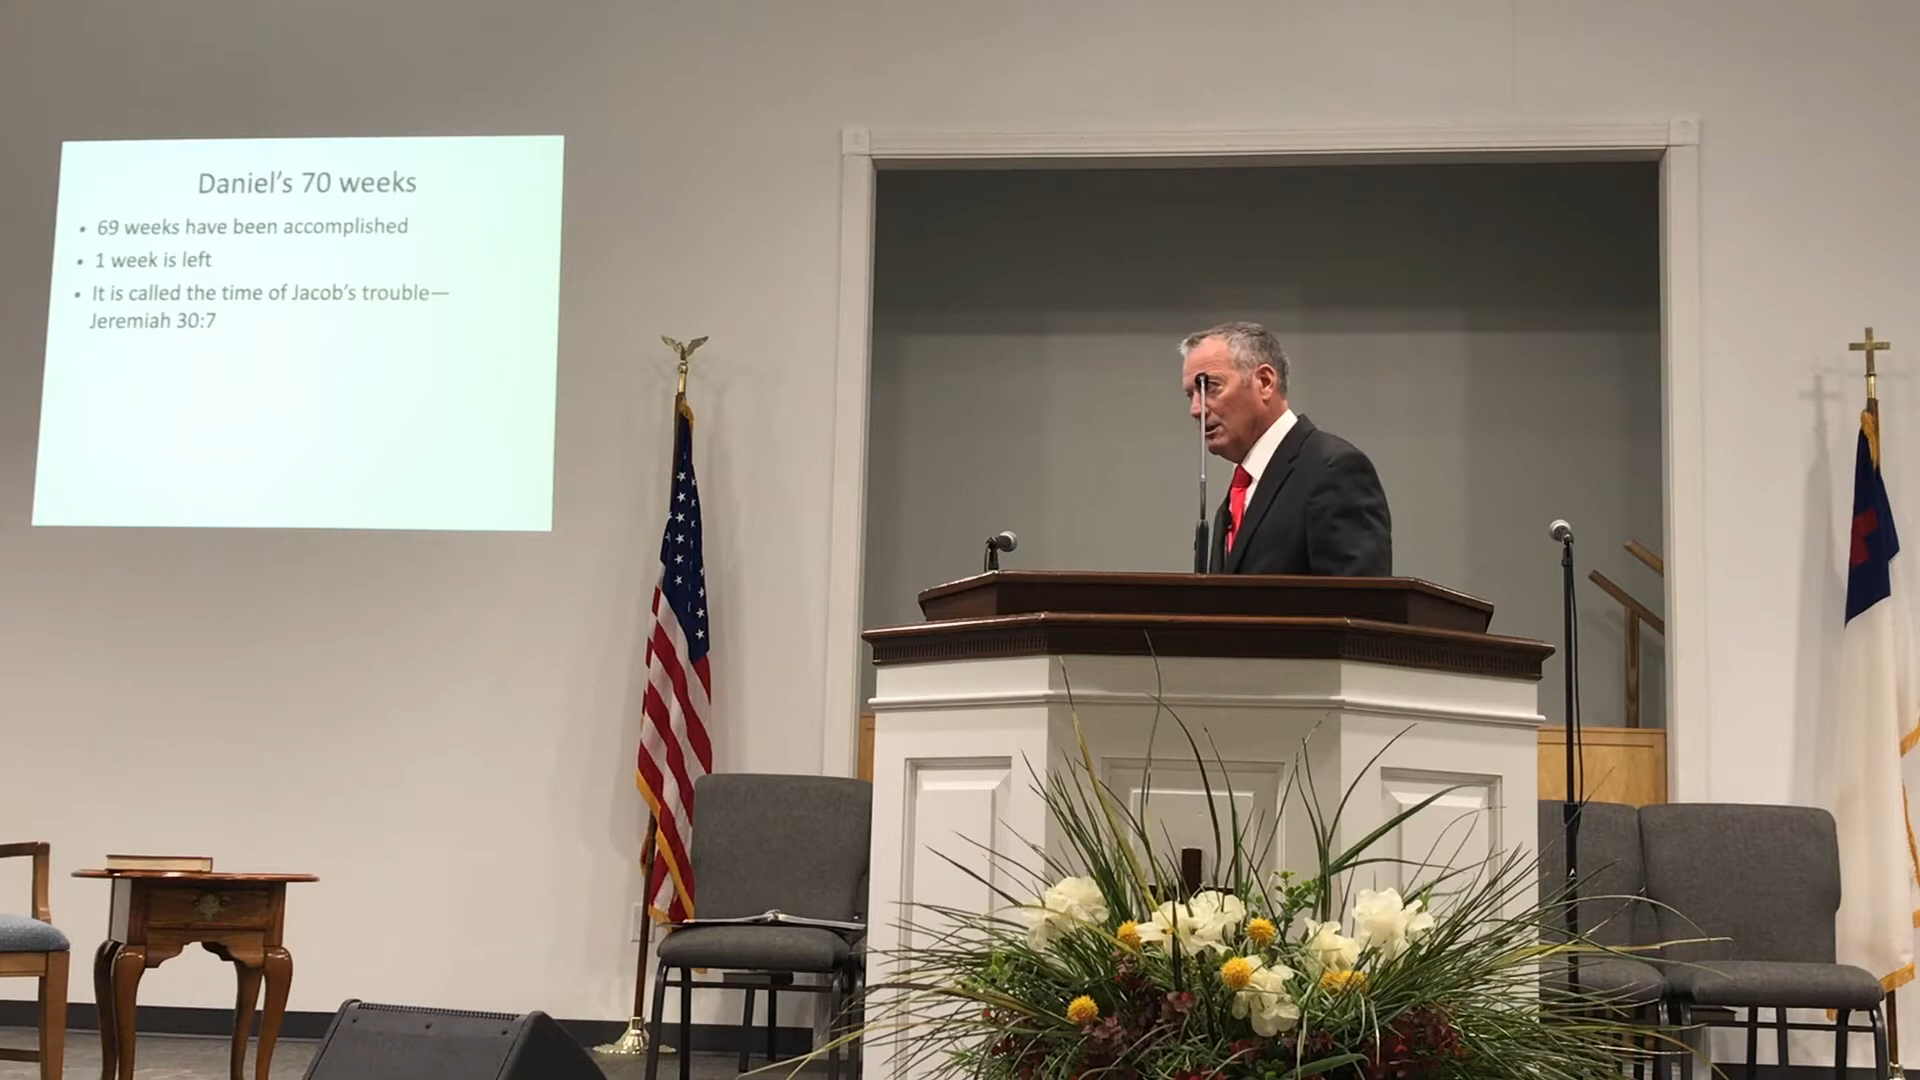 Daniel's 70 weeks
• 69 weeks have been accomplished
• 1 week is left
• It is called the time of Jacob's trouble—
Jeremiah 30:7